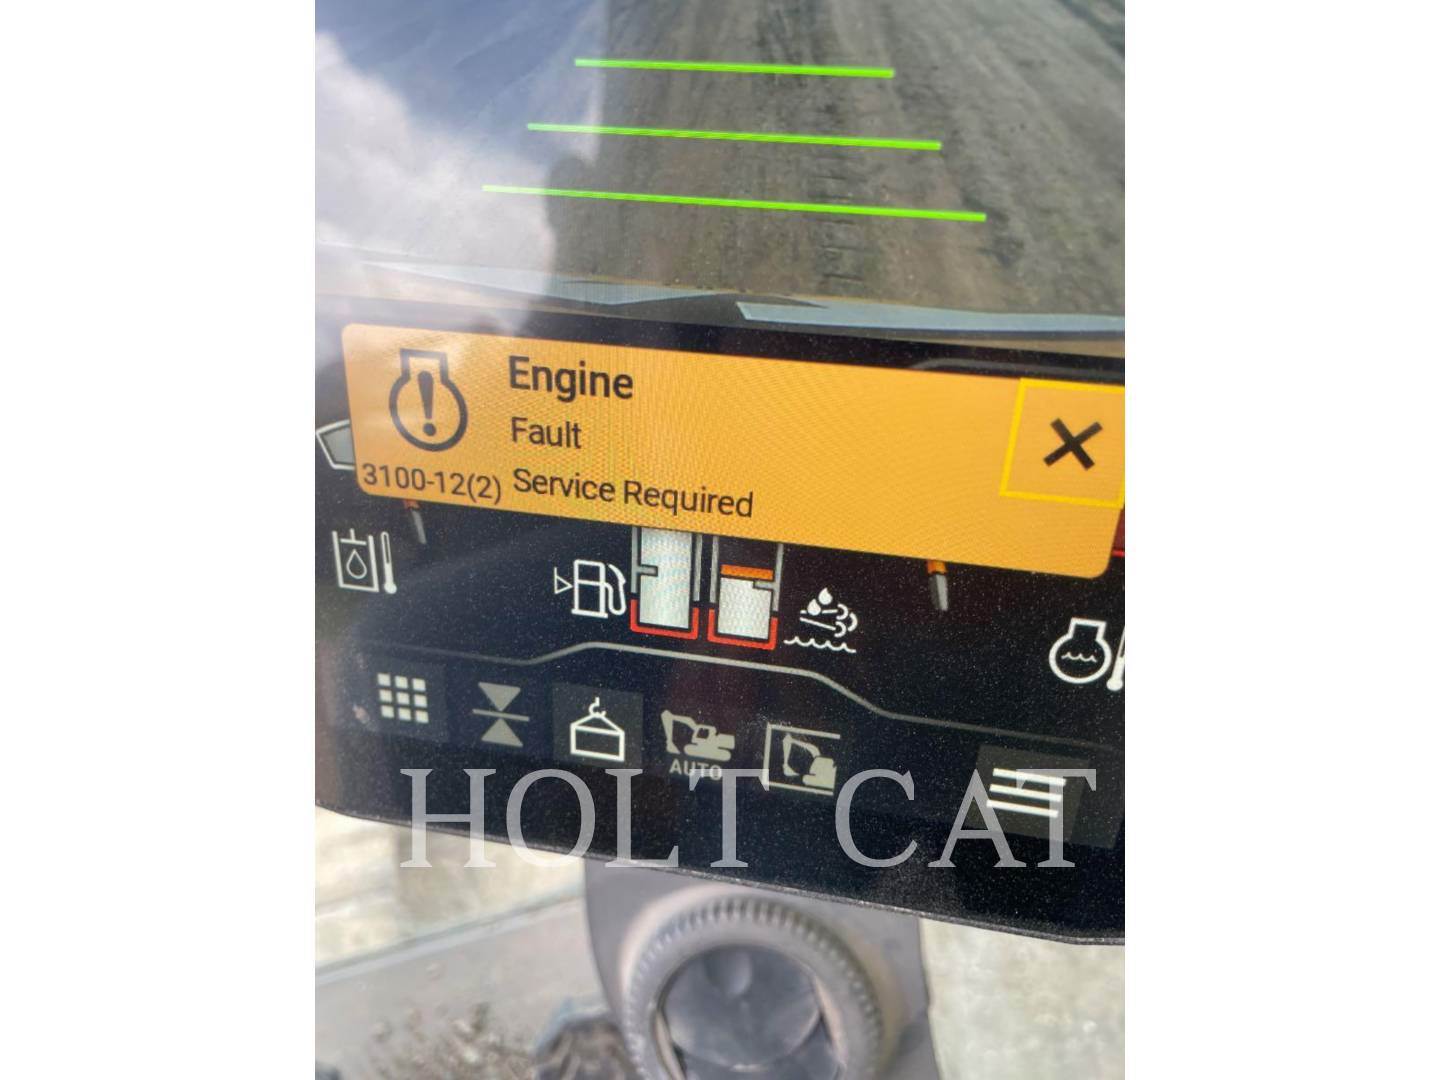 Engine
Fault
3100-12(2) Service Required
AUTO
HOLT CAT